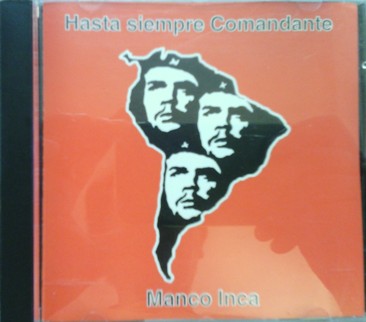 Hasta siempre Comandante
Manco Inca